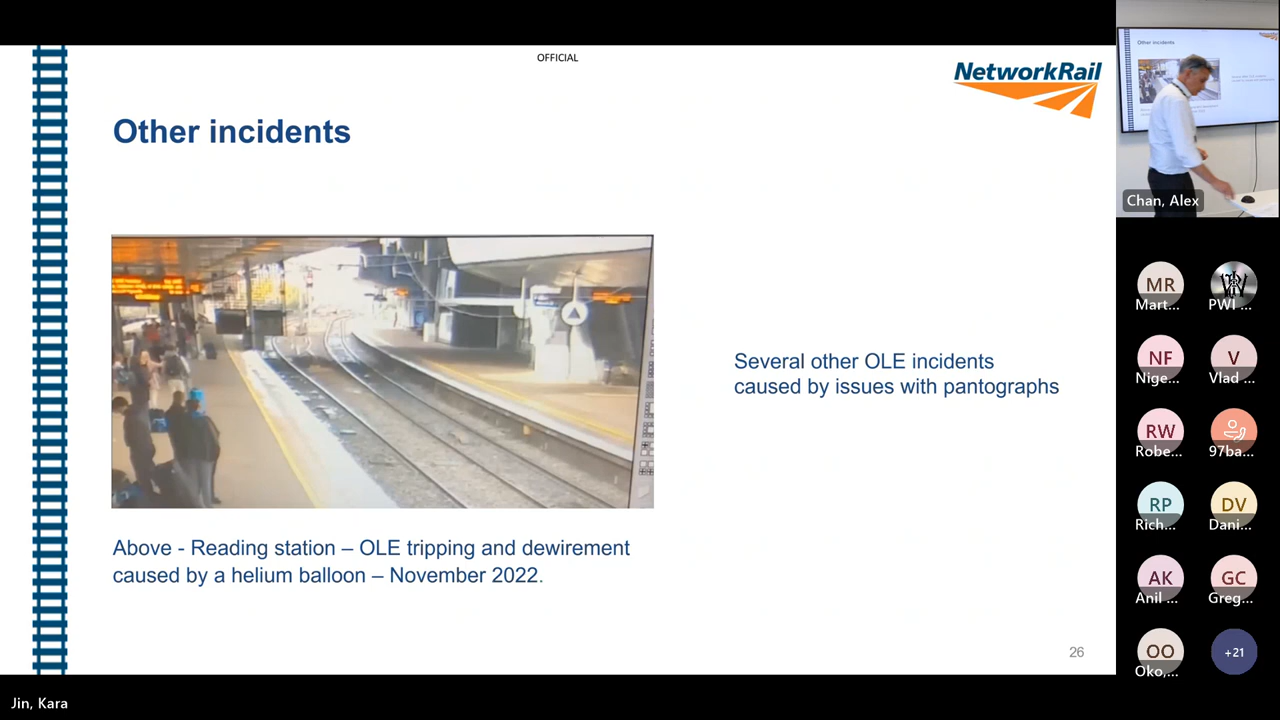 OFFICIAL
NetworkRail
Other incidents
Several other OLE incidents
caused by issues with pantographs
Above - Reading station – OLE tripping and dewirement
caused by a helium balloon – November 2022.
26
Other incidents
Chan, Alex
MR
Mart...
PWI ...
NF
Nige...
V
Vlad ...
RW
Robe...
97ba...
RP
Rich...
DV
Dani...
AK
Anil ...
GC
Greg...
OO
Oko,...
+21
Jin, Kara